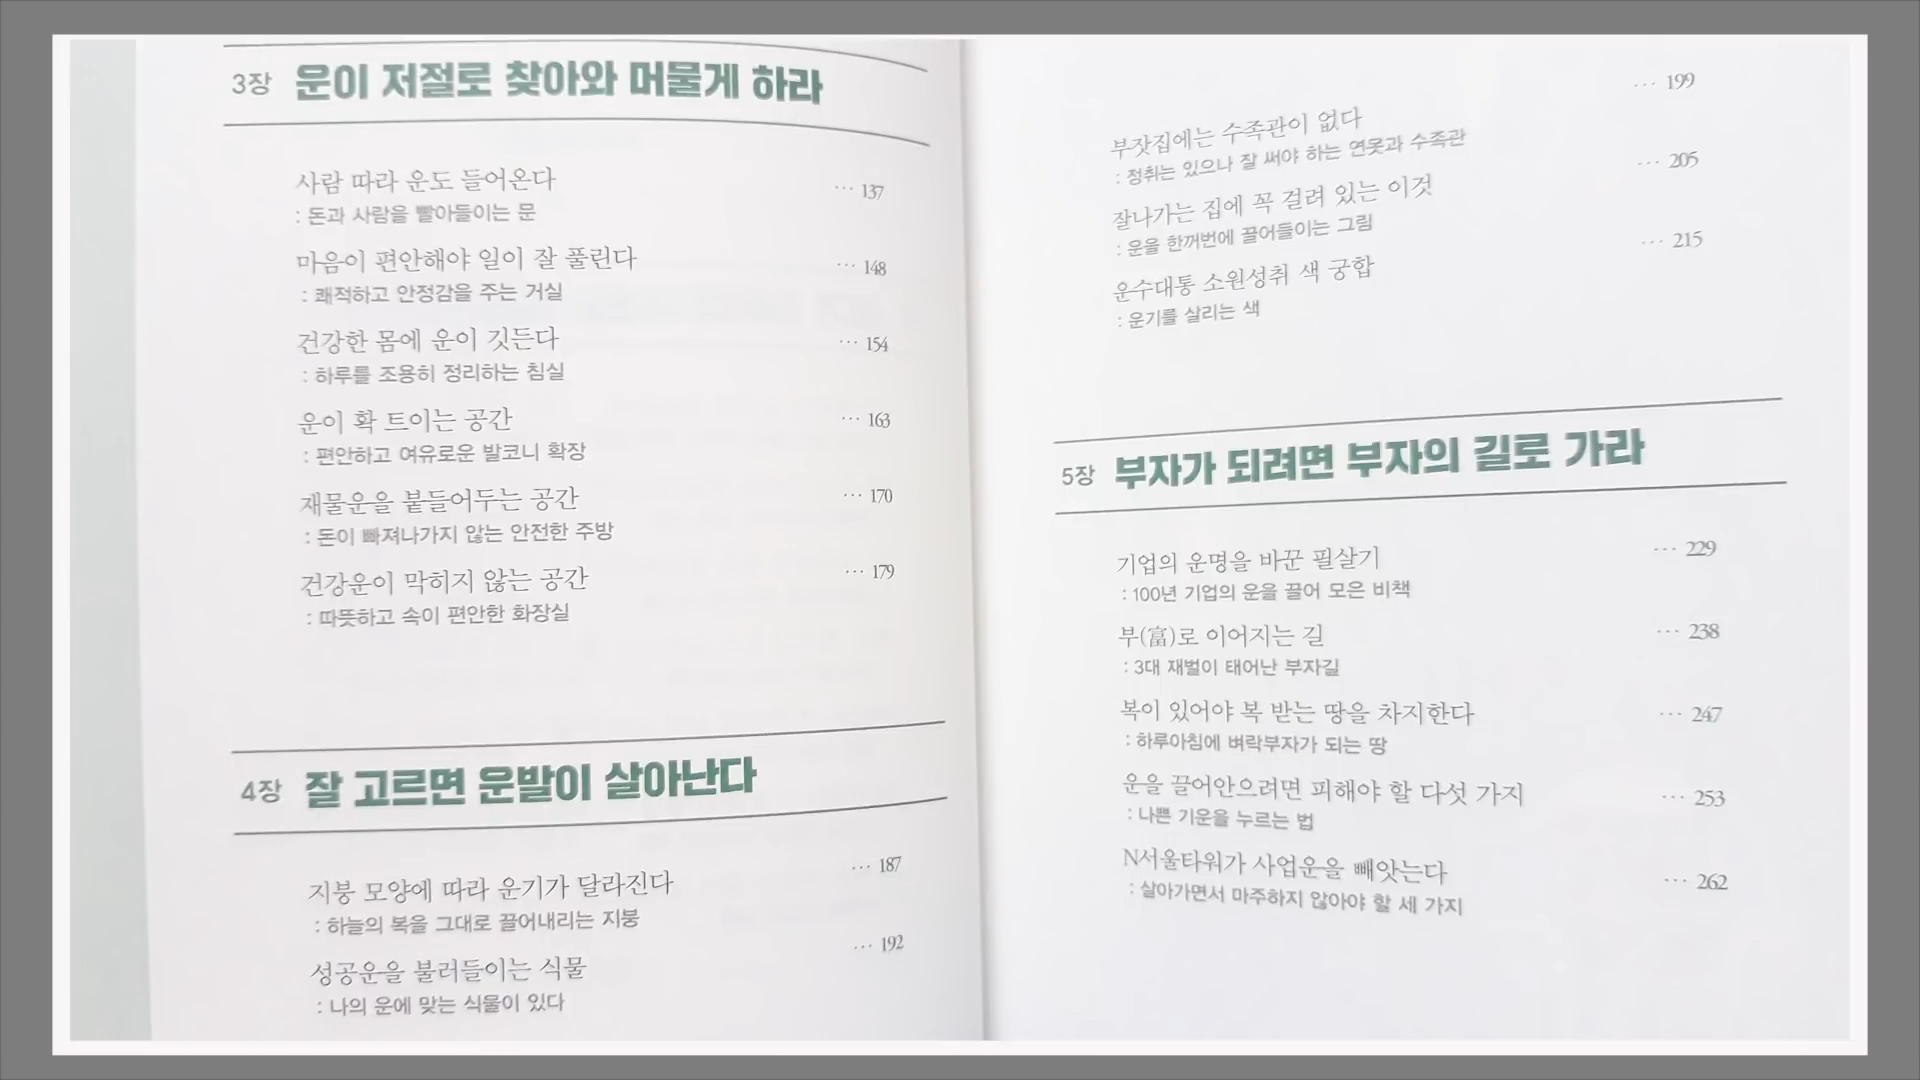 3장 운이 저절로 찾아와 머물게 하라
사람 따라 운도 들어온다 ··· 137
: 돈과 사람을 빨아들이는 문
마음이 편안해야 일이 잘 풀린다 ··· 148
: 쾌적하고 안정감을 주는 거실
건강한 몸에 운이 깃든다 ··· 154
: 하루를 조용히 정리하는 침실
운이 확 트이는 공간 ··· 163
: 편안하고 여유로운 발코니 확장
재물운을 붙들어두는 공간 ··· 170
: 돈이 빠져나가지 않는 안전한 주방
건강운이 막히지 않는 공간 ··· 179
: 따뜻하고 속이 편안한 화장실
4장 잘 고르면 운발이 살아난다
지붕 모양에 따라 운기가 달라진다 ··· 187
: 하늘의 복을 그대로 끌어내리는 지붕
성공운을 불러들이는 식물 ··· 192
: 나의 운에 맞는 식물이 있다
부잣집에는 수족관이 없다 ··· 199
: 정취는 있으나 잘 써야 하는 연못과 수족관
잘나가는 집에 꼭 걸려 있는 이것 ··· 205
: 운을 한꺼번에 끌어들이는 그림
운수대통 소원성취 색 궁합 ··· 215
: 운기를 살리는 색
5장 부자가 되려면 부자의 길로 가라
기업의 운명을 바꾼 필살기 ··· 229
: 100년 기업의 운을 끌어 모은 비책
부(富)로 이어지는 길 ··· 238
: 3대 재벌이 태어난 부자길
복이 있어야 복 받는 땅을 차지한다 ··· 247
: 하루아침에 벼락부자가 되는 땅
운을 끌어안으려면 피해야 할 다섯 가지 ··· 253
: 나쁜 기운을 누르는 법
N서울타워가 사업운을 빼앗는다 ··· 262
: 살아가면서 마주하지 않아야 할 세 가지